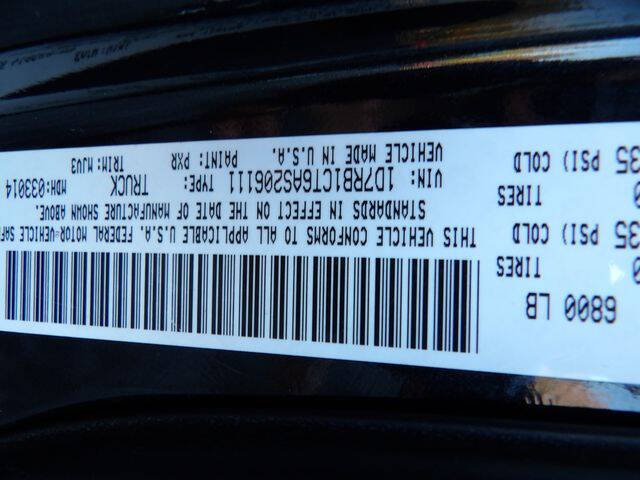 6800 LB
TIRES
35 PSI) COLD
TIRES
35 PSI) COLD
THIS VEHICLE CONFORMS TO ALL APPLICABLE U.S.A. FEDERAL MOTOR VEHICLE SAFE
STANDARDS IN EFFECT ON THE DATE OF MANUFACTURE SHOWN ABOVE.
VIN: 1D7RB1CT6AS206111 TYPE: TRUCK MDH:033014
VEHICLE MADE IN U.S.A. PAINT: PXR TRIM: MJV3